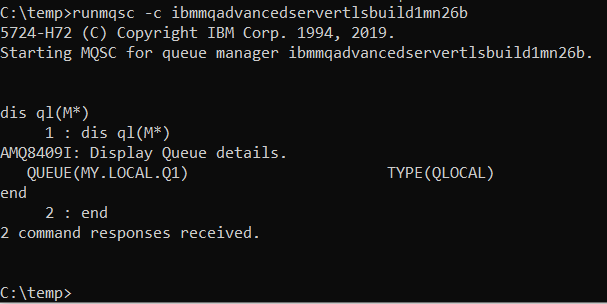 C:\temp>runmqsc -c ibmmqadvancedservertlsbuild1mn26b
5724-H72 (C) Copyright IBM Corp. 1994, 2019.
Starting MQSC for queue manager ibmmqadvancedservertlsbuild1mn26b.
dis ql(M*)
1 : dis ql(M*)
AMQ8409I: Display Queue details.
QUEUE(MY.LOCAL.Q1) TYPE(QLOCAL)
end
2 : end
2 command responses received.
C:\temp>